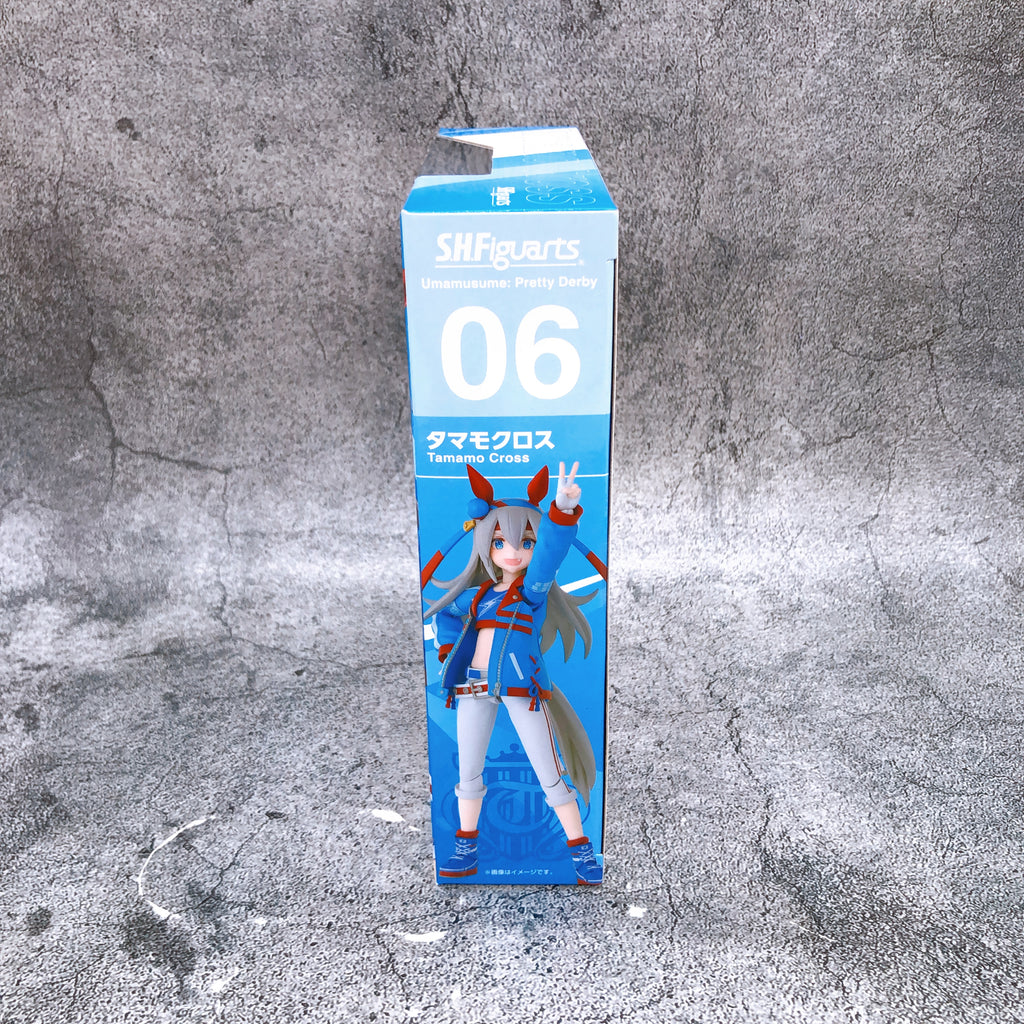 S.H.Figuarts
Umamusume: Pretty Derby
06
タマモクロス
Tamamo Cross
※画像はイメージです。